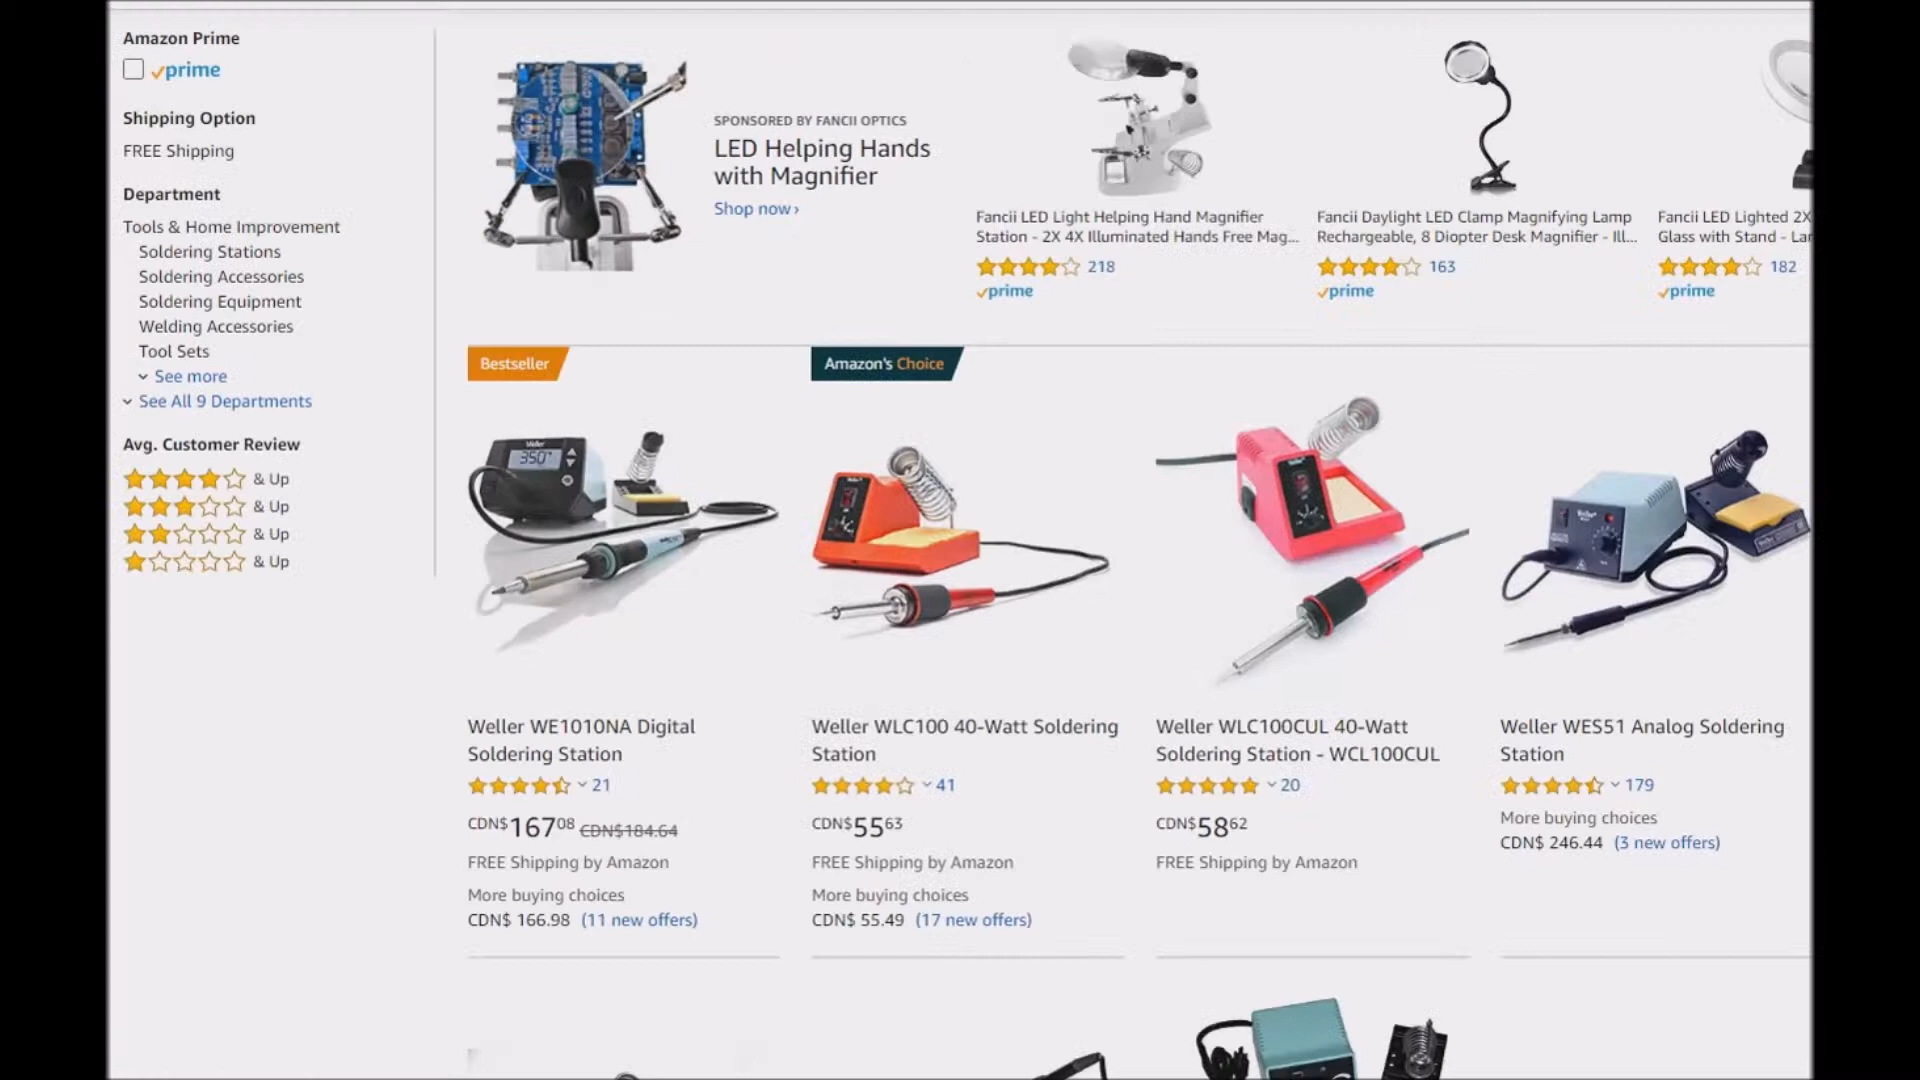 Amazon Prime
prime
Shipping Option
FREE Shipping
Department
Tools & Home Improvement
Soldering Stations
Soldering Accessories
Soldering Equipment
Welding Accessories
Tool Sets
See more
See All 9 Departments
Avg. Customer Review
& Up
& Up
& Up
& Up
SPONSORED BY FANCII OPTICS
LED Helping Hands
with Magnifier
Shop now›
Fancii LED Light Helping Hand Magnifier
Station - 2X 4X Illuminated Hands Free Mag...
218
prime
Fancii Daylight LED Clamp Magnifying Lamp
Rechargeable, 8 Diopter Desk Magnifier - Ill...
163
prime
Fancii LED Lighted 2X
Glass with Stand - Lar
182
prime
Bestseller
Weller
350°
Weller WE1010NA Digital
Soldering Station
21
CDN$ 167 08 CDN$184.64
FREE Shipping by Amazon
More buying choices
CDN$ 166.98 (11 new offers)
Amazon's Choice
Weller WLC100 40-Watt Soldering
Station
41
CDN$ 55 63
FREE Shipping by Amazon
More buying choices
CDN$ 55.49 (17 new offers)
Weller WLC100CUL 40-Watt
Soldering Station - WCL100CUL
20
CDN$ 58 62
FREE Shipping by Amazon
Weller WES51 Analog Soldering
Station
179
More buying choices
CDN$ 246.44 (3 new offers)